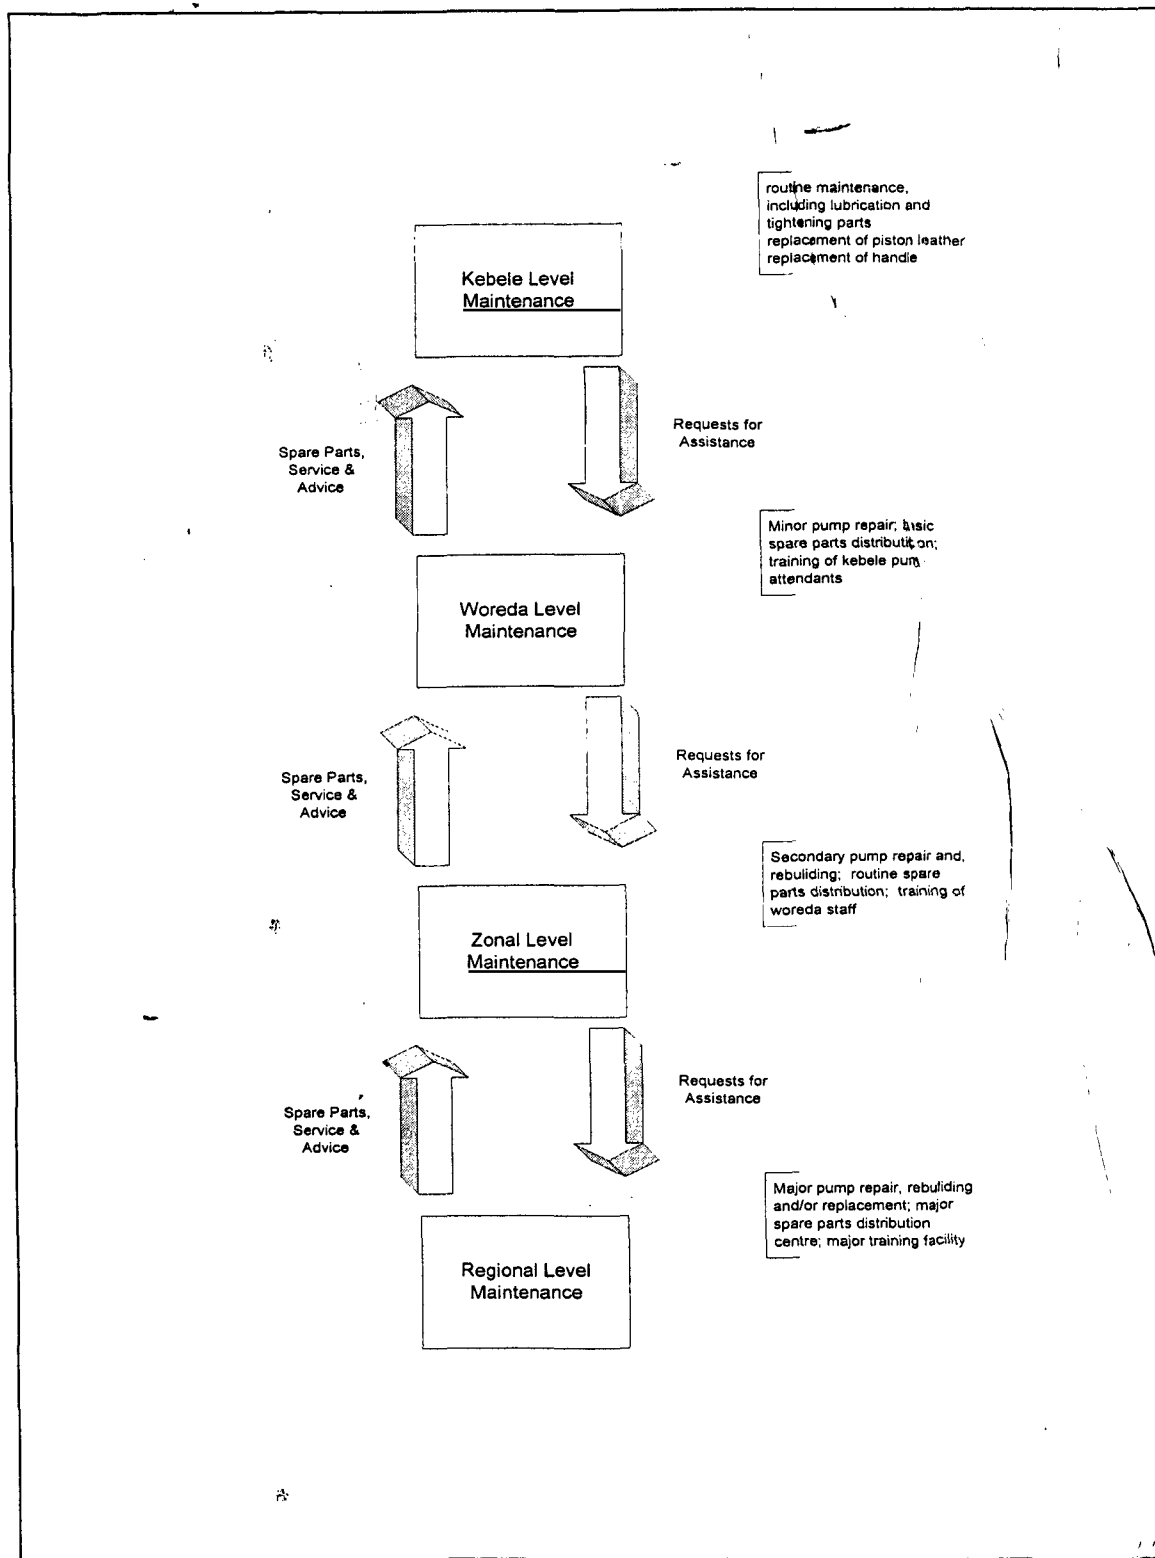 routine maintenance,
including lubrication and
tightening parts
replacement of piston leather
replacement of handle
Kebele Level
Maintenance
Spare Parts,
Service &
Advice
Requests for
Assistance
Minor pump repair; basic
spare parts distribution;
training of kebele pump
attendants
Woreda Level
Maintenance
Spare Parts,
Service &
Advice
Requests for
Assistance
Secondary pump repair and,
rebuliding; routine spare
parts distribution; training of
woreda staff
Zonal Level
Maintenance
Spare Parts,
Service &
Advice
Requests for
Assistance
Major pump repair, rebuliding
and/or replacement; major
spare parts distribution
centre; major training facility
Regional Level
Maintenance